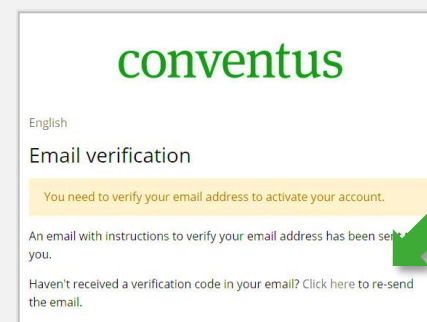 conventus
English
Email verification
You need to verify your email address to activate your account.
An email with instructions to verify your email address has been sent
you.
Haven't received a verification code in your email? Click here to re-send
the email.